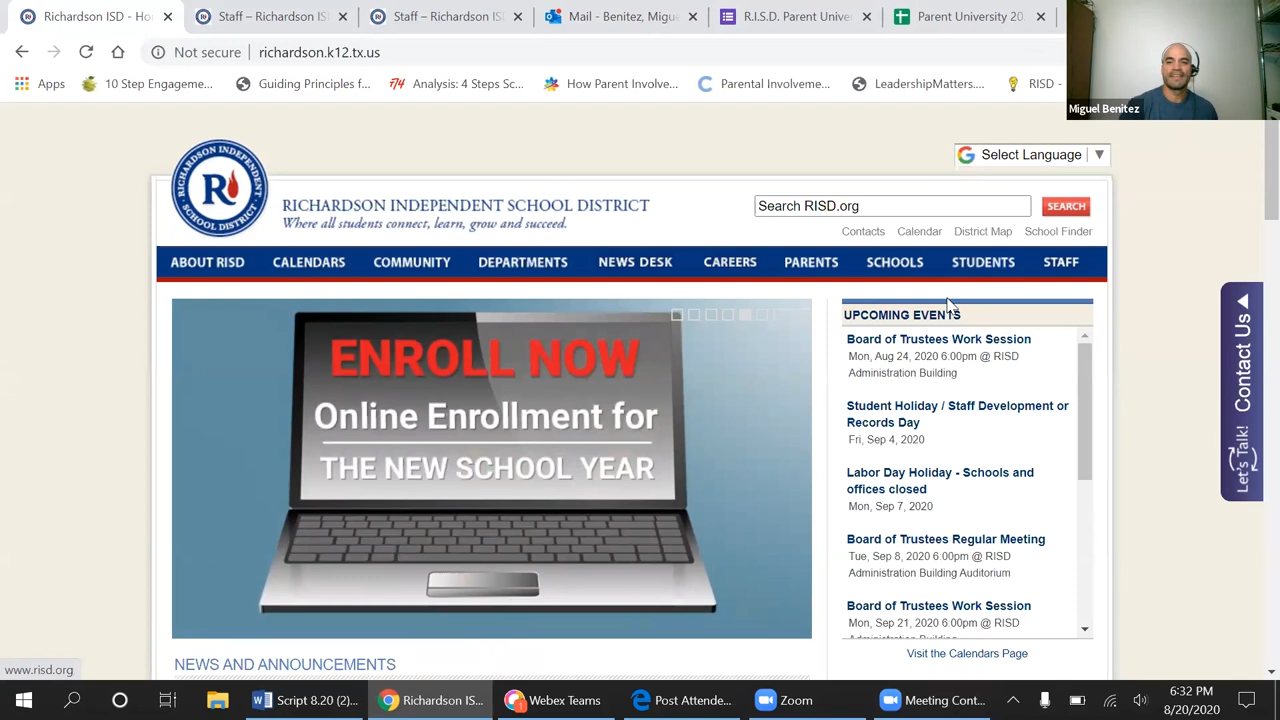 Richardson ISD - Ho
Staff – Richardson IS
Staff – Richardson IS
Mail - Benitez, Migu
R.I.S.D. Parent Unive
Parent University 20
Not secure
richardson.k12.tx.us
Apps
10 Step Engageme...
Guiding Principles f...
Analysis: 4 Steps Sc...
How Parent Involve...
Parental Involveme...
LeadershipMatters....
RISD -
Miguel Benitez
Select Language
RICHARDSON INDEPENDENT
SCHOOL DISTRICT
R
RICHARDSON INDEPENDENT SCHOOL DISTRICT
Where all students connect, learn, grow and succeed.
Search RISD.org
SEARCH
Contacts
Calendar
District Map
School Finder
ABOUT RISD
CALENDARS
COMMUNITY
DEPARTMENTS
NEWS DESK
CAREERS
PARENTS
SCHOOLS
STUDENTS
STAFF
ENROLL NOW
Online Enrollment for
THE NEW SCHOOL YEAR
UPCOMING EVENTS
Board of Trustees Work Session
Mon, Aug 24, 2020 6:00pm @ RISD
Administration Building
Student Holiday / Staff Development or
Records Day
Fri, Sep 4, 2020
Labor Day Holiday - Schools and
offices closed
Mon, Sep 7, 2020
Board of Trustees Regular Meeting
Tue, Sep 8, 2020 6:00pm @ RISD
Administration Building Auditorium
Board of Trustees Work Session
Mon, Sep 21, 2020 6:00pm @ RISD
Administration Building
Visit the Calendars Page
Let's Talk! Contact Us
NEWS AND ANNOUNCEMENTS
www.risd.org
Script 8.20 (2)...
Richardson IS...
Webex Teams
Post Attende...
Zoom
Meeting Cont...
6:32 PM
8/20/2020